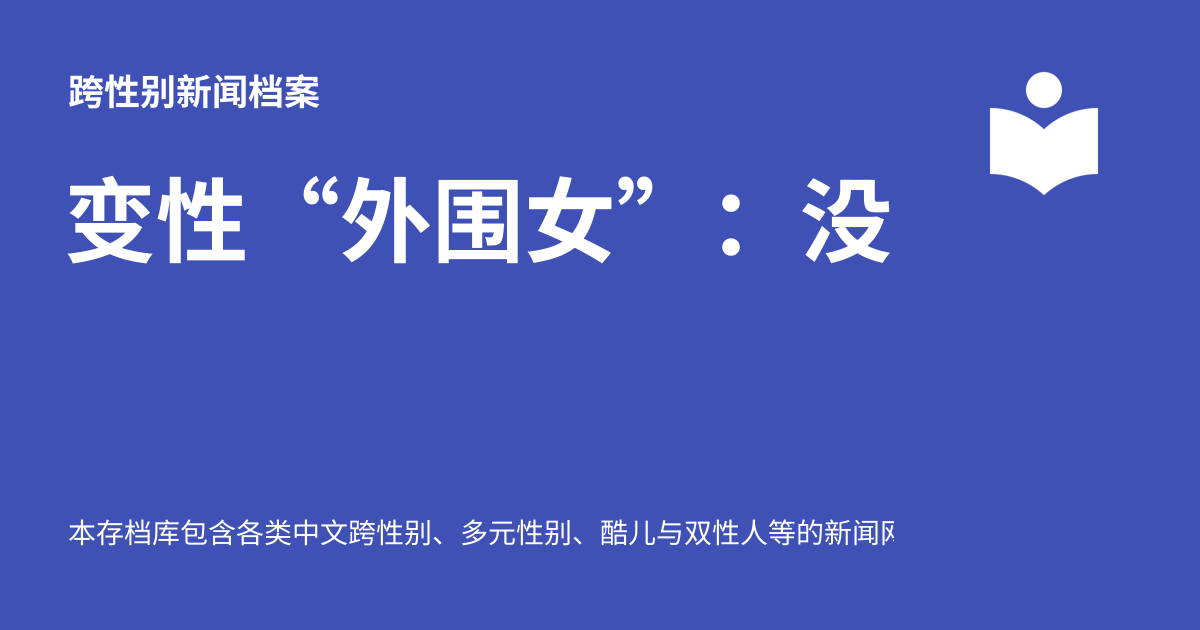 跨性别新闻档案
变性“外围女”：没
本存档库包含各类中文跨性别、多元性别、酷儿与双性人等的新闻